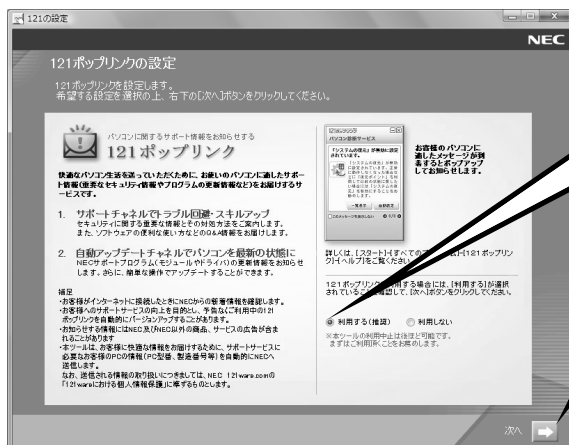 121の設定
NEC
121ポップリンクの設定
121ポップリンクを設定します。
希望する設定を選択の上、右下の[次へ]ボタンをクリックしてください。
パソコンに関するサポート情報をお知らせする
121ポップリンク
快適なパソコン生活を送っていただくために、お使いのパソコンに適したサポー
ト情報(重要なセキュリティ情報やプログラムの更新情報など)をお届けするサ
ービスです。
1. サポートチャネルでトラブル回避・スキルアップ
セキュリティに関する重要な情報とその対処方法をご案内します。
また、ソフトウェアの便利な使い方などのQ&A情報をお届けします。
2. 自動アップデートチャネルでパソコンを最新の状態に
NECサポートプログラム(モジュールやドライバ)の更新情報をお知らせ
します。さらに、簡単な操作でアップデートすることができます。
補足
・お客様がインターネットに接続したときにNECからの新着情報を確認します。
・お客様へのサポートサービスの向上を目的とし、予告なくご利用中の121
ポップリンクを自動的にバージョンアップすることがあります。
・お知らせする情報にはNEC及びNEC以外の商品、サービスの広告が含ま
れることがあります
・本ツールは、お客様に快適な情報をお届けするために、サポートサービスに
必要なお客様のPCの情報(PC型番、製造番号等)を自動的にNECへ
送信します。
なお、送信される情報の取り扱いにつきましては、NEC 121ware.comの
「121wareにおける個人情報保護」に準ずるものとします。
パソコン診断サービス
「システムの復元」が無効に設定
されています。
一覧表示
お客様のパソコンに
適したメッセージが到
着するとポップアップ
してお知らせします。
詳しくは、[スタート]-[すべての
ク]-[ヘルプ]をご覧ください
121ポップリンク
する場合には、[利用する]が選択
されているこ
認して、[次へ]ボタンをクリックしてください。
利用する(推奨)
利用しない
※本ツールの利用中止は後ほど可能です。
まずはご利用頂くことをお薦めします。
次へ